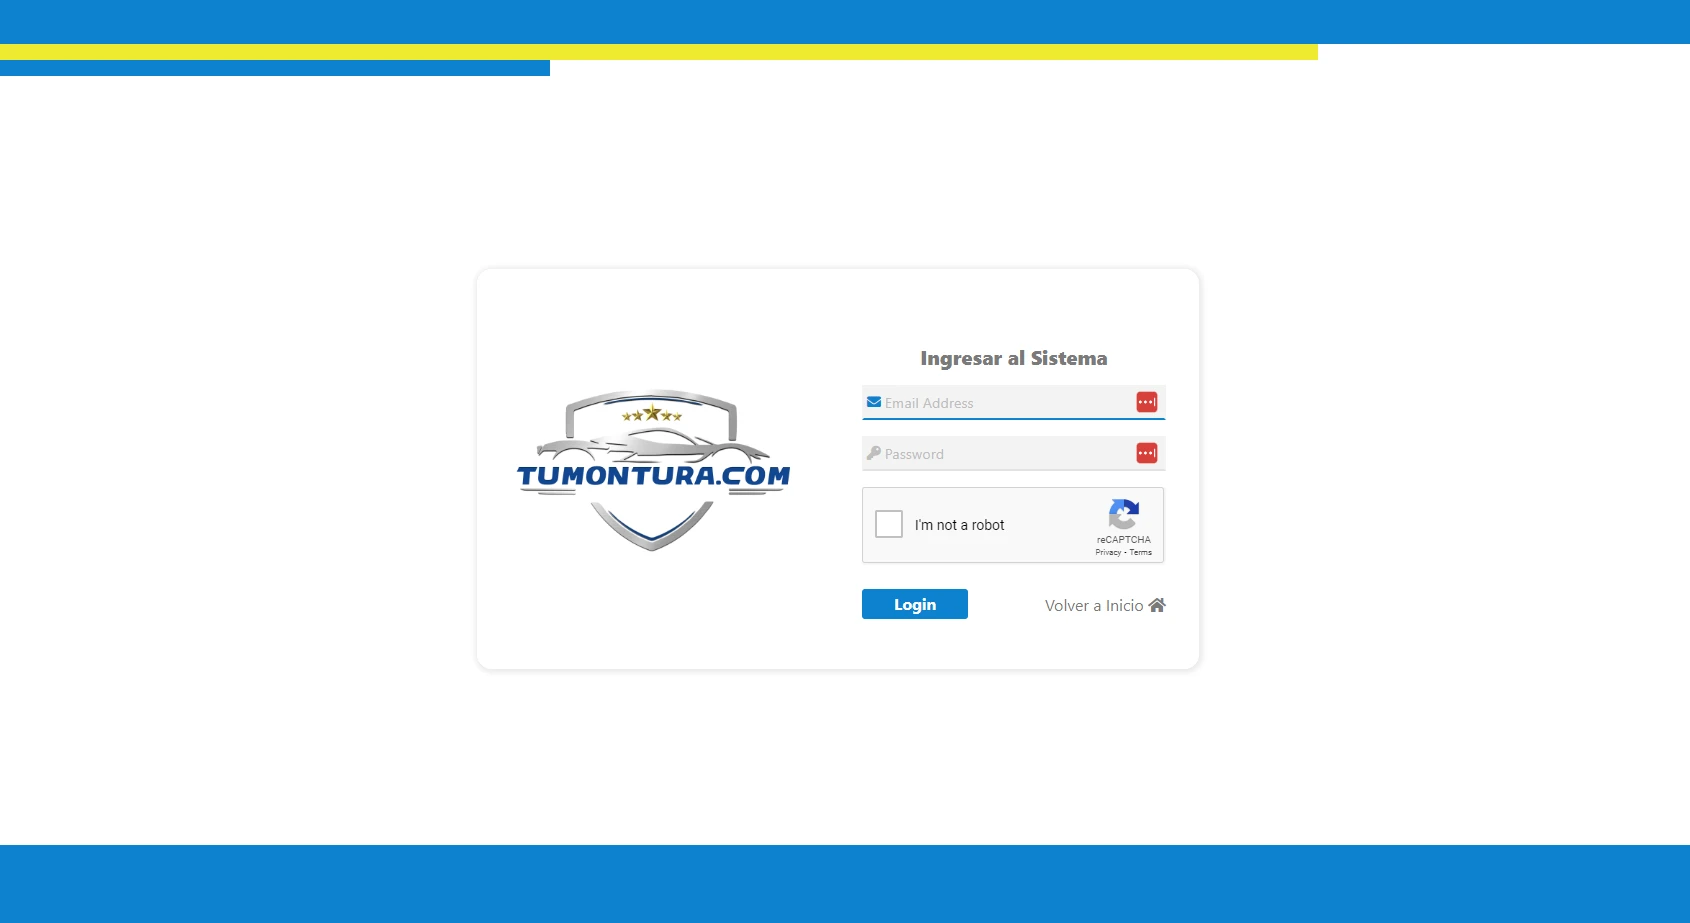 Ingresar al Sistema
Email Address
Password
I'm not a robot
reCAPTCHA
Privacy - Terms
Login
Volver a Inicio
TUMONTURA.COM